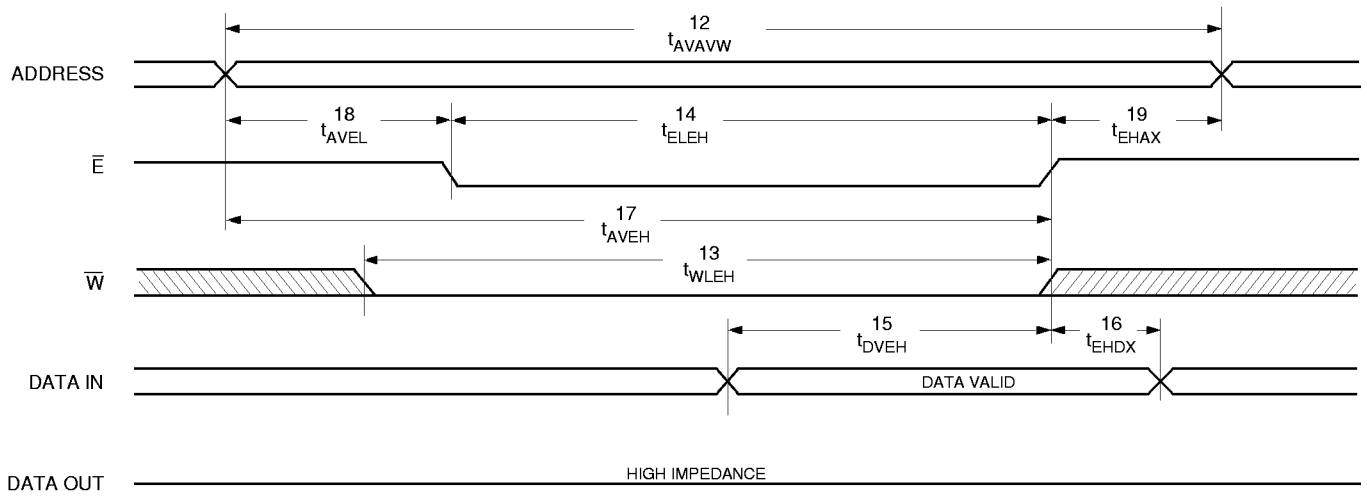 12
tAVAVW
ADDRESS
18
tAVEL
14
tELEH
19
tEHAX
E̅
17
tAVEH
13
tWLEH
W̅
15
tDVEH
16
tEHDX
DATA IN
DATA VALID
DATA OUT
HIGH IMPEDANCE